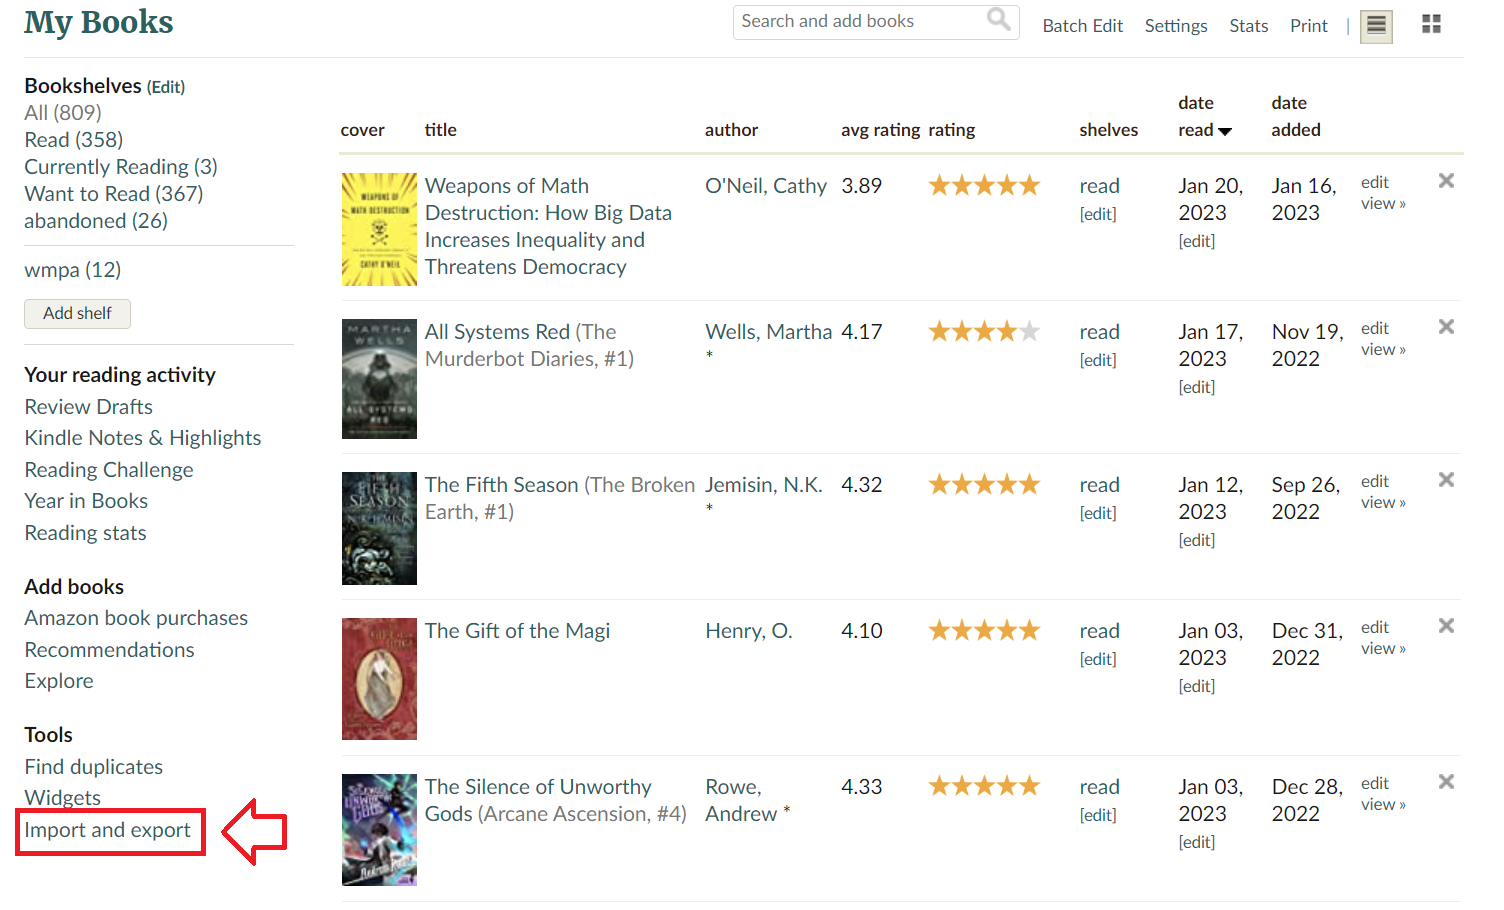 My Books
Search and add books
Batch Edit Settings Stats Print |
Bookshelves (Edit)
All (809)
Read (358)
Currently Reading (3)
Want to Read (367)
abandoned (26)
wmpa (12)
Add shelf
Your reading activity
Review Drafts
Kindle Notes & Highlights
Reading Challenge
Year in Books
Reading stats
Add books
Amazon book purchases
Recommendations
Explore
Tools
Find duplicates
Widgets
Import and export
cover title author avg rating rating shelves date read date added
WEAPONS OF
MATH DESTRUCTION
CATHY O'NEIL
Weapons of Math
Destruction: How Big Data
Increases Inequality and
Threatens Democracy
O'Neil, Cathy
3.89
read
[edit]
Jan 20,
2023
[edit]
Jan 16,
2023
edit
view »
MARTHA
WELLS
ALL SYSTEMS
RED
All Systems Red (The
Murderbot Diaries, #1)
Wells, Martha
*
4.17
read
[edit]
Jan 17,
2023
[edit]
Nov 19,
2022
edit
view »
THE
FIFTH
SEASON
The Fifth Season (The Broken
Earth, #1)
Jemisin, N.K.
*
4.32
read
[edit]
Jan 12,
2023
[edit]
Sep 26,
2022
edit
view »
The Gift of the Magi
Henry, O.
4.10
read
[edit]
Jan 03,
2023
[edit]
Dec 31,
2022
edit
view »
The Silence of Unworthy
Gods (Arcane Ascension, #4)
Rowe,
Andrew *
4.33
read
[edit]
Jan 03,
2023
[edit]
Dec 28,
2022
edit
view »